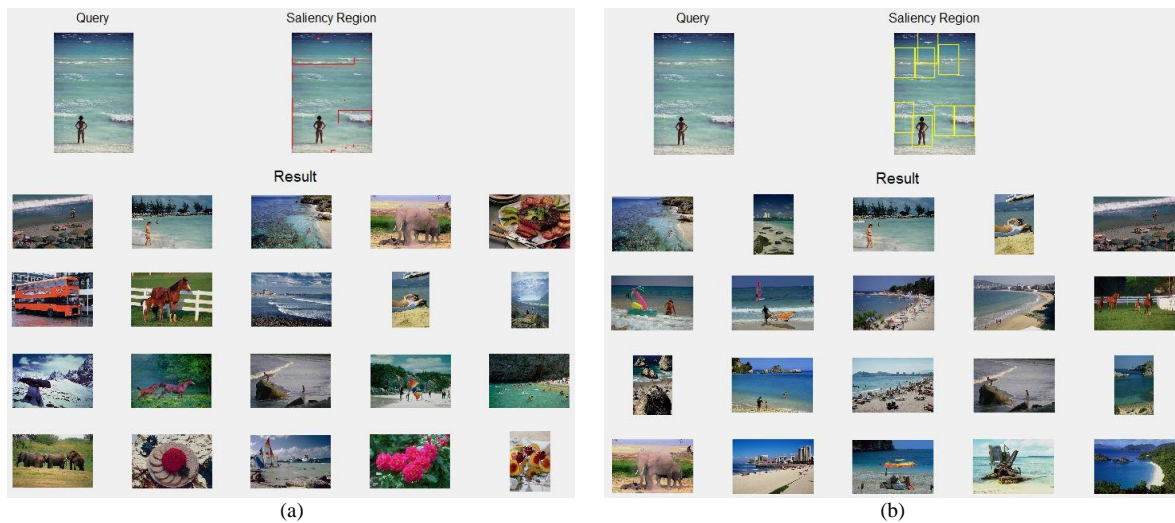 Query
Saliency Region
Result
(a)
Query
Saliency Region
Result
(b)